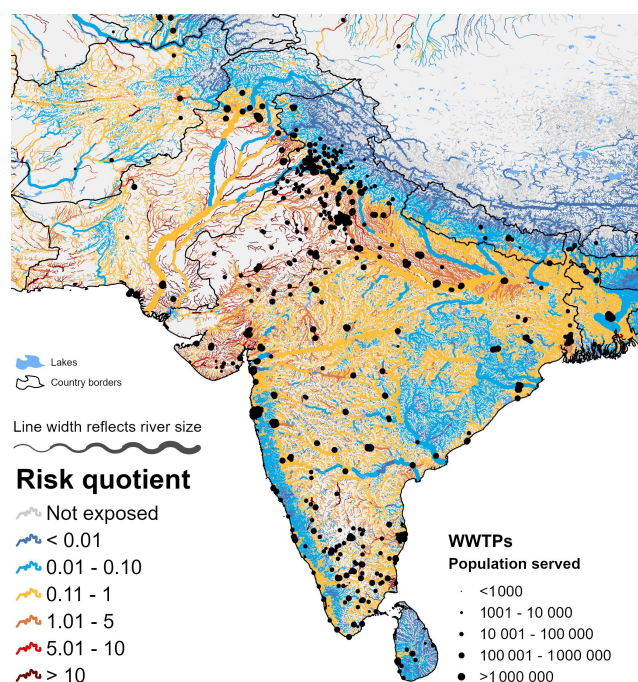 Lakes
Country borders
Line width reflects river size
Risk quotient
Not exposed
< 0.01
0.01 - 0.10
0.11 - 1
1.01 - 5
5.01 - 10
> 10
WWTPs
Population served
<1000
1001 - 10 000
10 001 - 100 000
100 001 - 1 000 000
>1 000 000